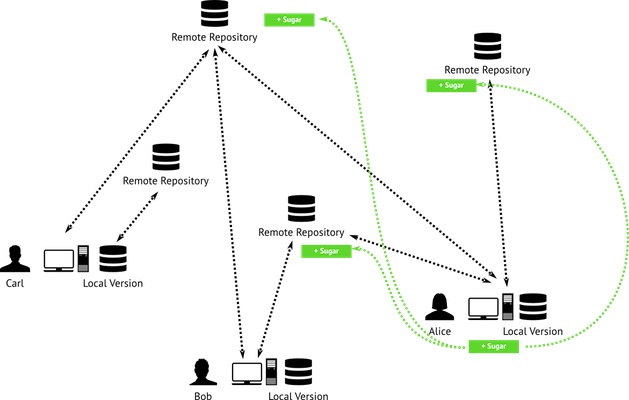 + Sugar
Remote Repository
Remote Repository
+ Sugar
Remote Repository
Remote Repository
+ Sugar
Carl
Local Version
Alice
Local Version
+ Sugar
Bob
Local Version